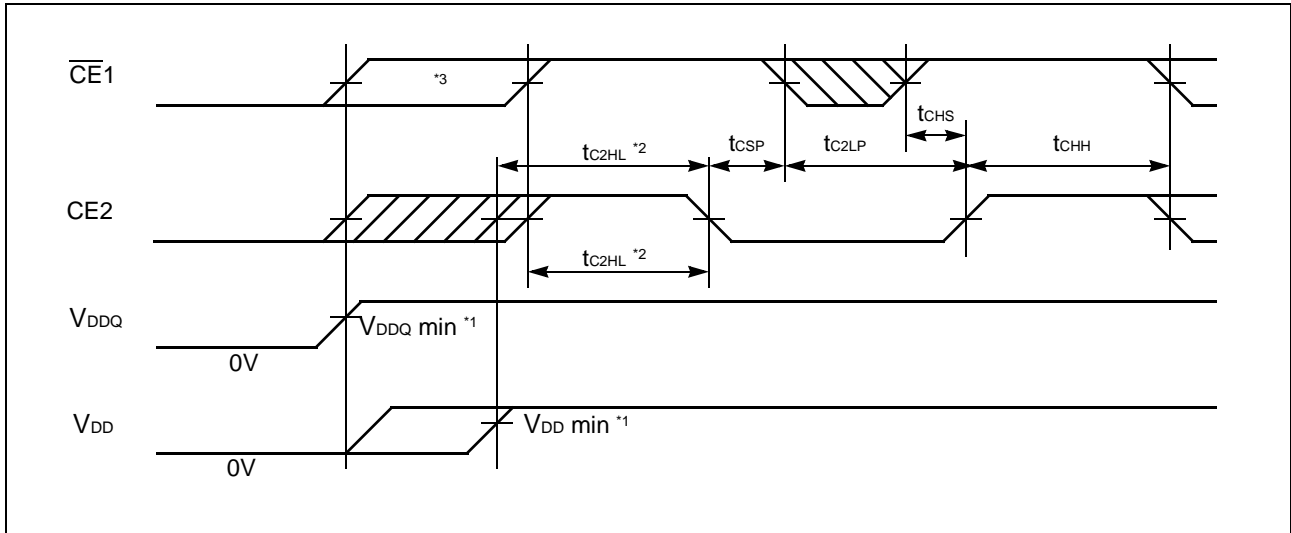 CE1
*3
tCHS
tC2HL *2
tCSP
tC2LP
tCHH
CE2
tC2HL *2
VDDQ
VDDQ min *1
0V
VDD
VDD min *1
0V